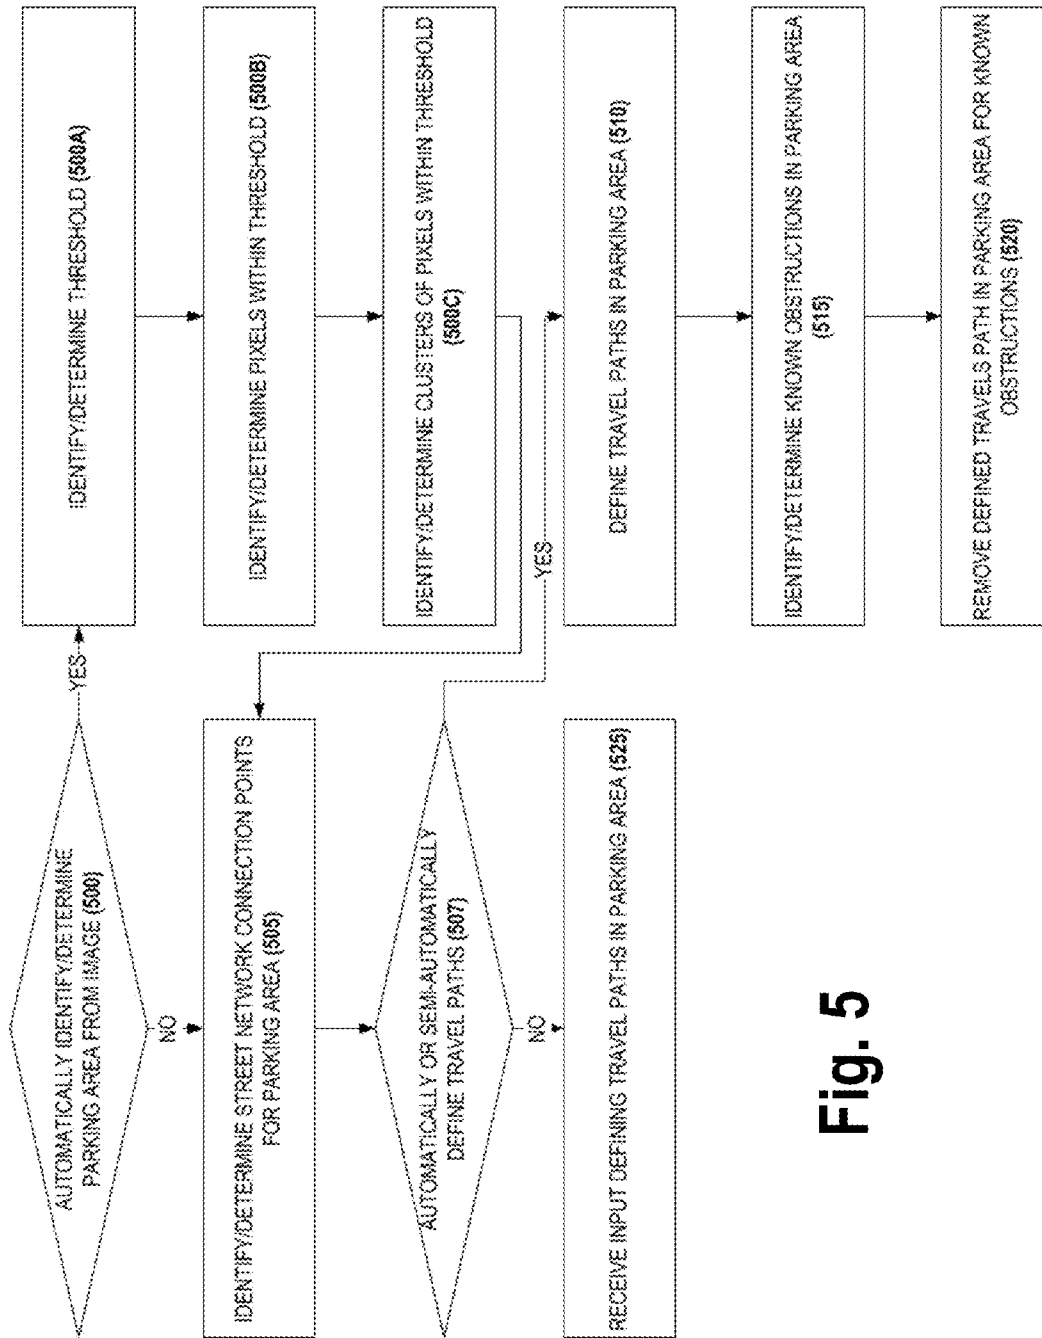 AUTOMATICALLY IDENTIFY/DETERMINE
PARKING AREA FROM IMAGE (500)
YES
NO
IDENTIFY/DETERMINE THRESHOLD (500A)
IDENTIFY/DETERMINE PIXELS WITHIN THRESHOLD (500B)
IDENTIFY/DETERMINE CLUSTERS OF PIXELS WITHIN THRESHOLD
(500C)
IDENTIFY/DETERMINE STREET NETWORK CONNECTION POINTS
FOR PARKING AREA (505)
AUTOMATICALLY OR SEMI-AUTOMATICALLY
DEFINE TRAVEL PATHS (507)
YES
NO
DEFINE TRAVEL PATHS IN PARKING AREA (510)
IDENTIFY/DETERMINE KNOWN OBSTRUCTIONS IN PARKING AREA
(515)
REMOVE DEFINED TRAVELS PATH IN PARKING AREA FOR KNOWN
OBSTRUCTIONS (520)
RECEIVE INPUT DEFINING TRAVEL PATHS IN PARKING AREA (525)
Fig. 5